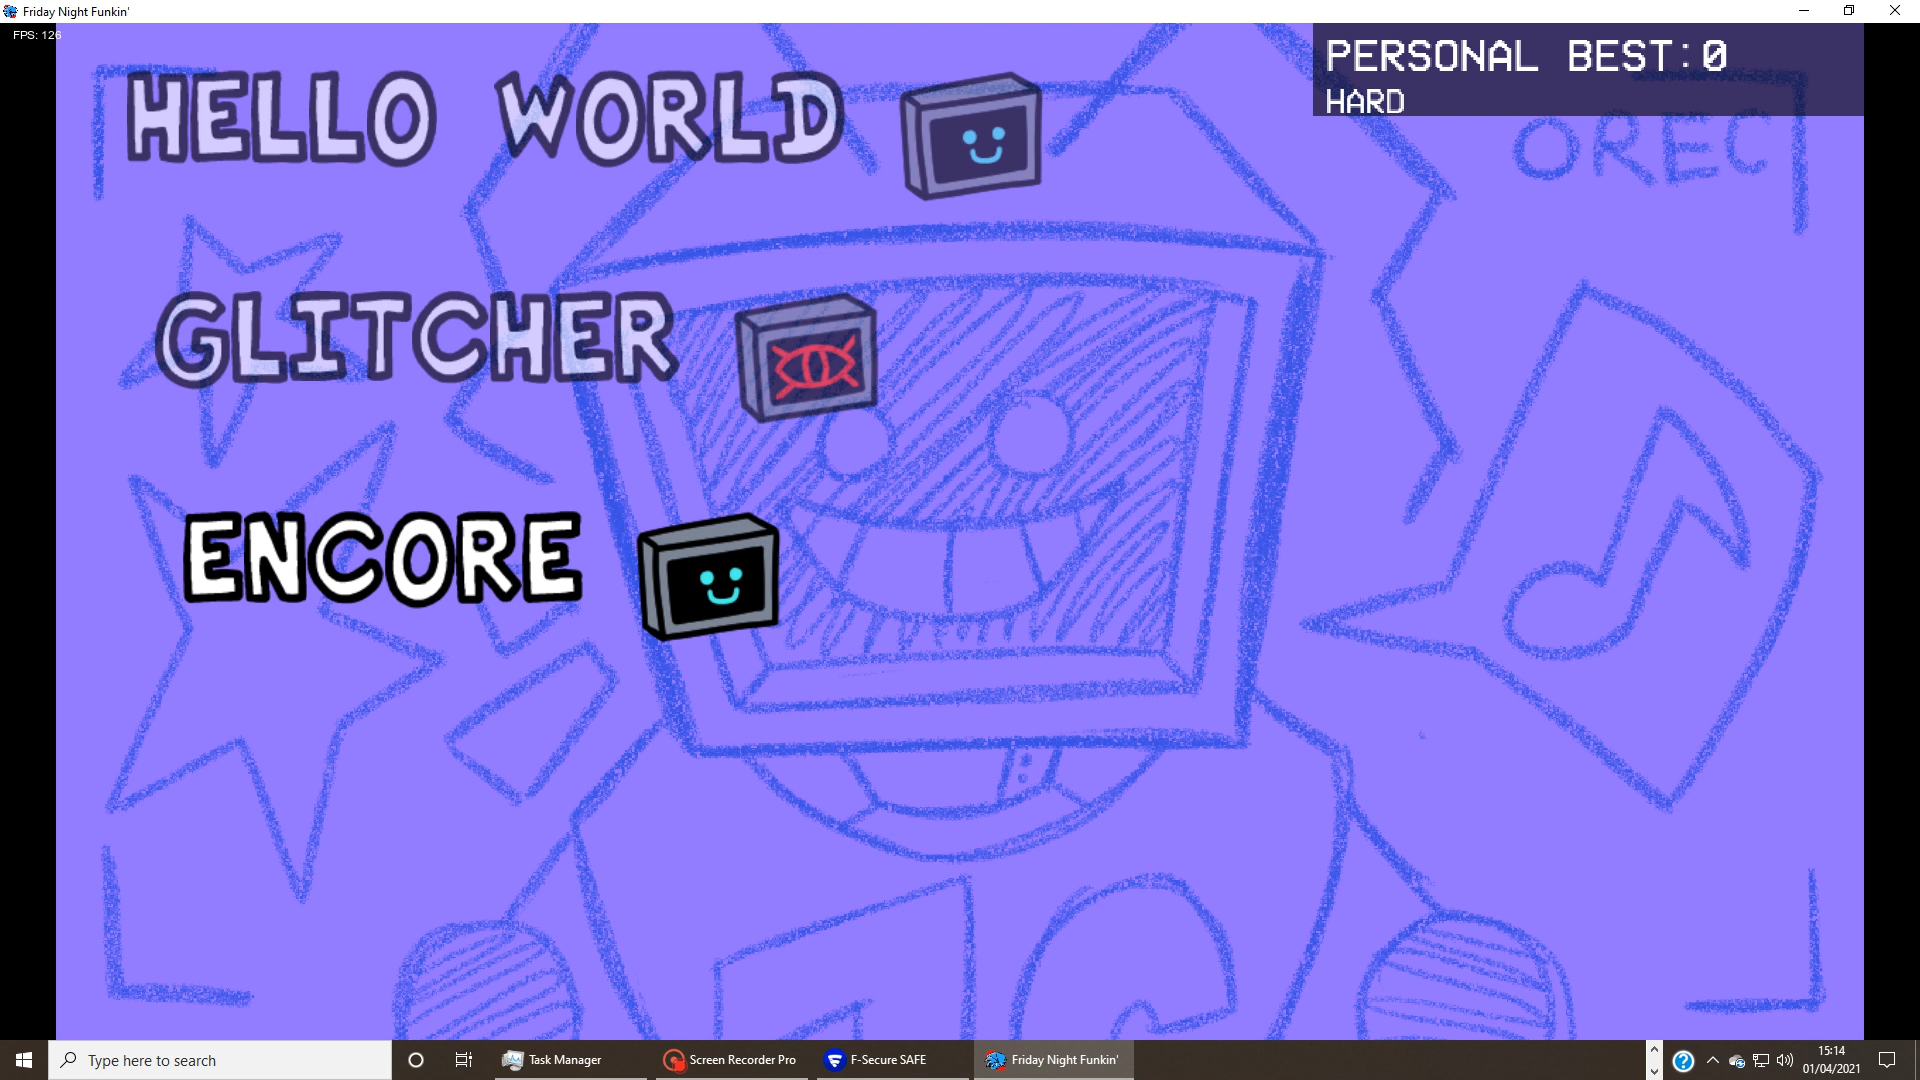 Friday Night Funkin'
FPS: 126
PERSONAL BEST:0
HARD
HELLO WORLD
OREC
GLITCHER
ENCORE
Type here to search
Task Manager
Screen Recorder Pro
F-Secure SAFE
Friday Night Funkin'
15:14
01/04/2021